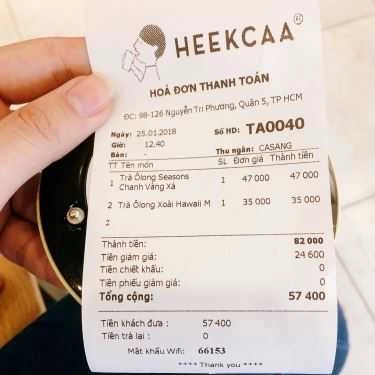 HEEKCAA®
HOÁ ĐƠN THANH TOÁN
ĐC: 98-126 Nguyễn Tri Phương, Quận 5, TP HCM
Ngày: 25.01.2018 Số HD: TA0040
Giờ: 12.40
Bàn: - Thu ngân: CASANG
TT Tên món SL Đơn giá Thành tiền
1 Trà Ôlong Seasons Chanh Vàng Xả 1 47 000 47 000
2 Trà Ôlong Xoài Hawaii M 1 35 000 35 000
2
Thành tiền: 82 000
Tiền giảm giá: 24 600
Tiền chiết khấu: 0
Tiền phiếu giảm giá: 0
Tổng cộng: 57 400
Tiền khách đưa : 57 400
Tiền trả lại : 0
Mật khẩu Wifi: 66153
**** Thank you ****